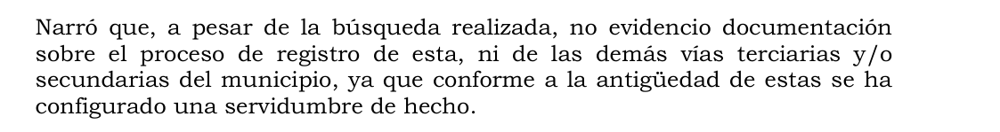 Narró que, a pesar de la búsqueda realizada, no evidencio documentación
sobre el proceso de registro de esta, ni de las demás vías terciarias y/o
secundarias del municipio, ya que conforme a la antigüedad de estas se ha
configurado una servidumbre de hecho.